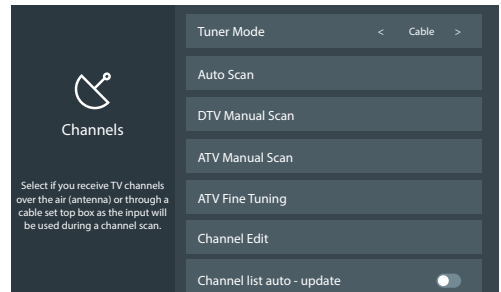 Channels
Select if you receive TV channels
over the air (antenna) or through a
cable set top box as the input will
be used during a channel scan.
Tuner Mode < Cable >
Auto Scan
DTV Manual Scan
ATV Manual Scan
ATV Fine Tuning
Channel Edit
Channel list auto - update